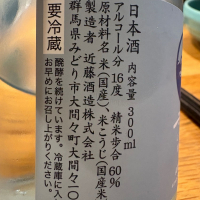 日本酒 内容量 300ml
アルコール分 16度 精米歩合 60%
原材料名 米(国産)、米こうじ(国産米
製造者 近藤酒造株式会社
群馬県みどり市大間々町大間々一〇
要冷蔵
醗酵を続けています。冷蔵庫に入
お早めにお召し上がりください。